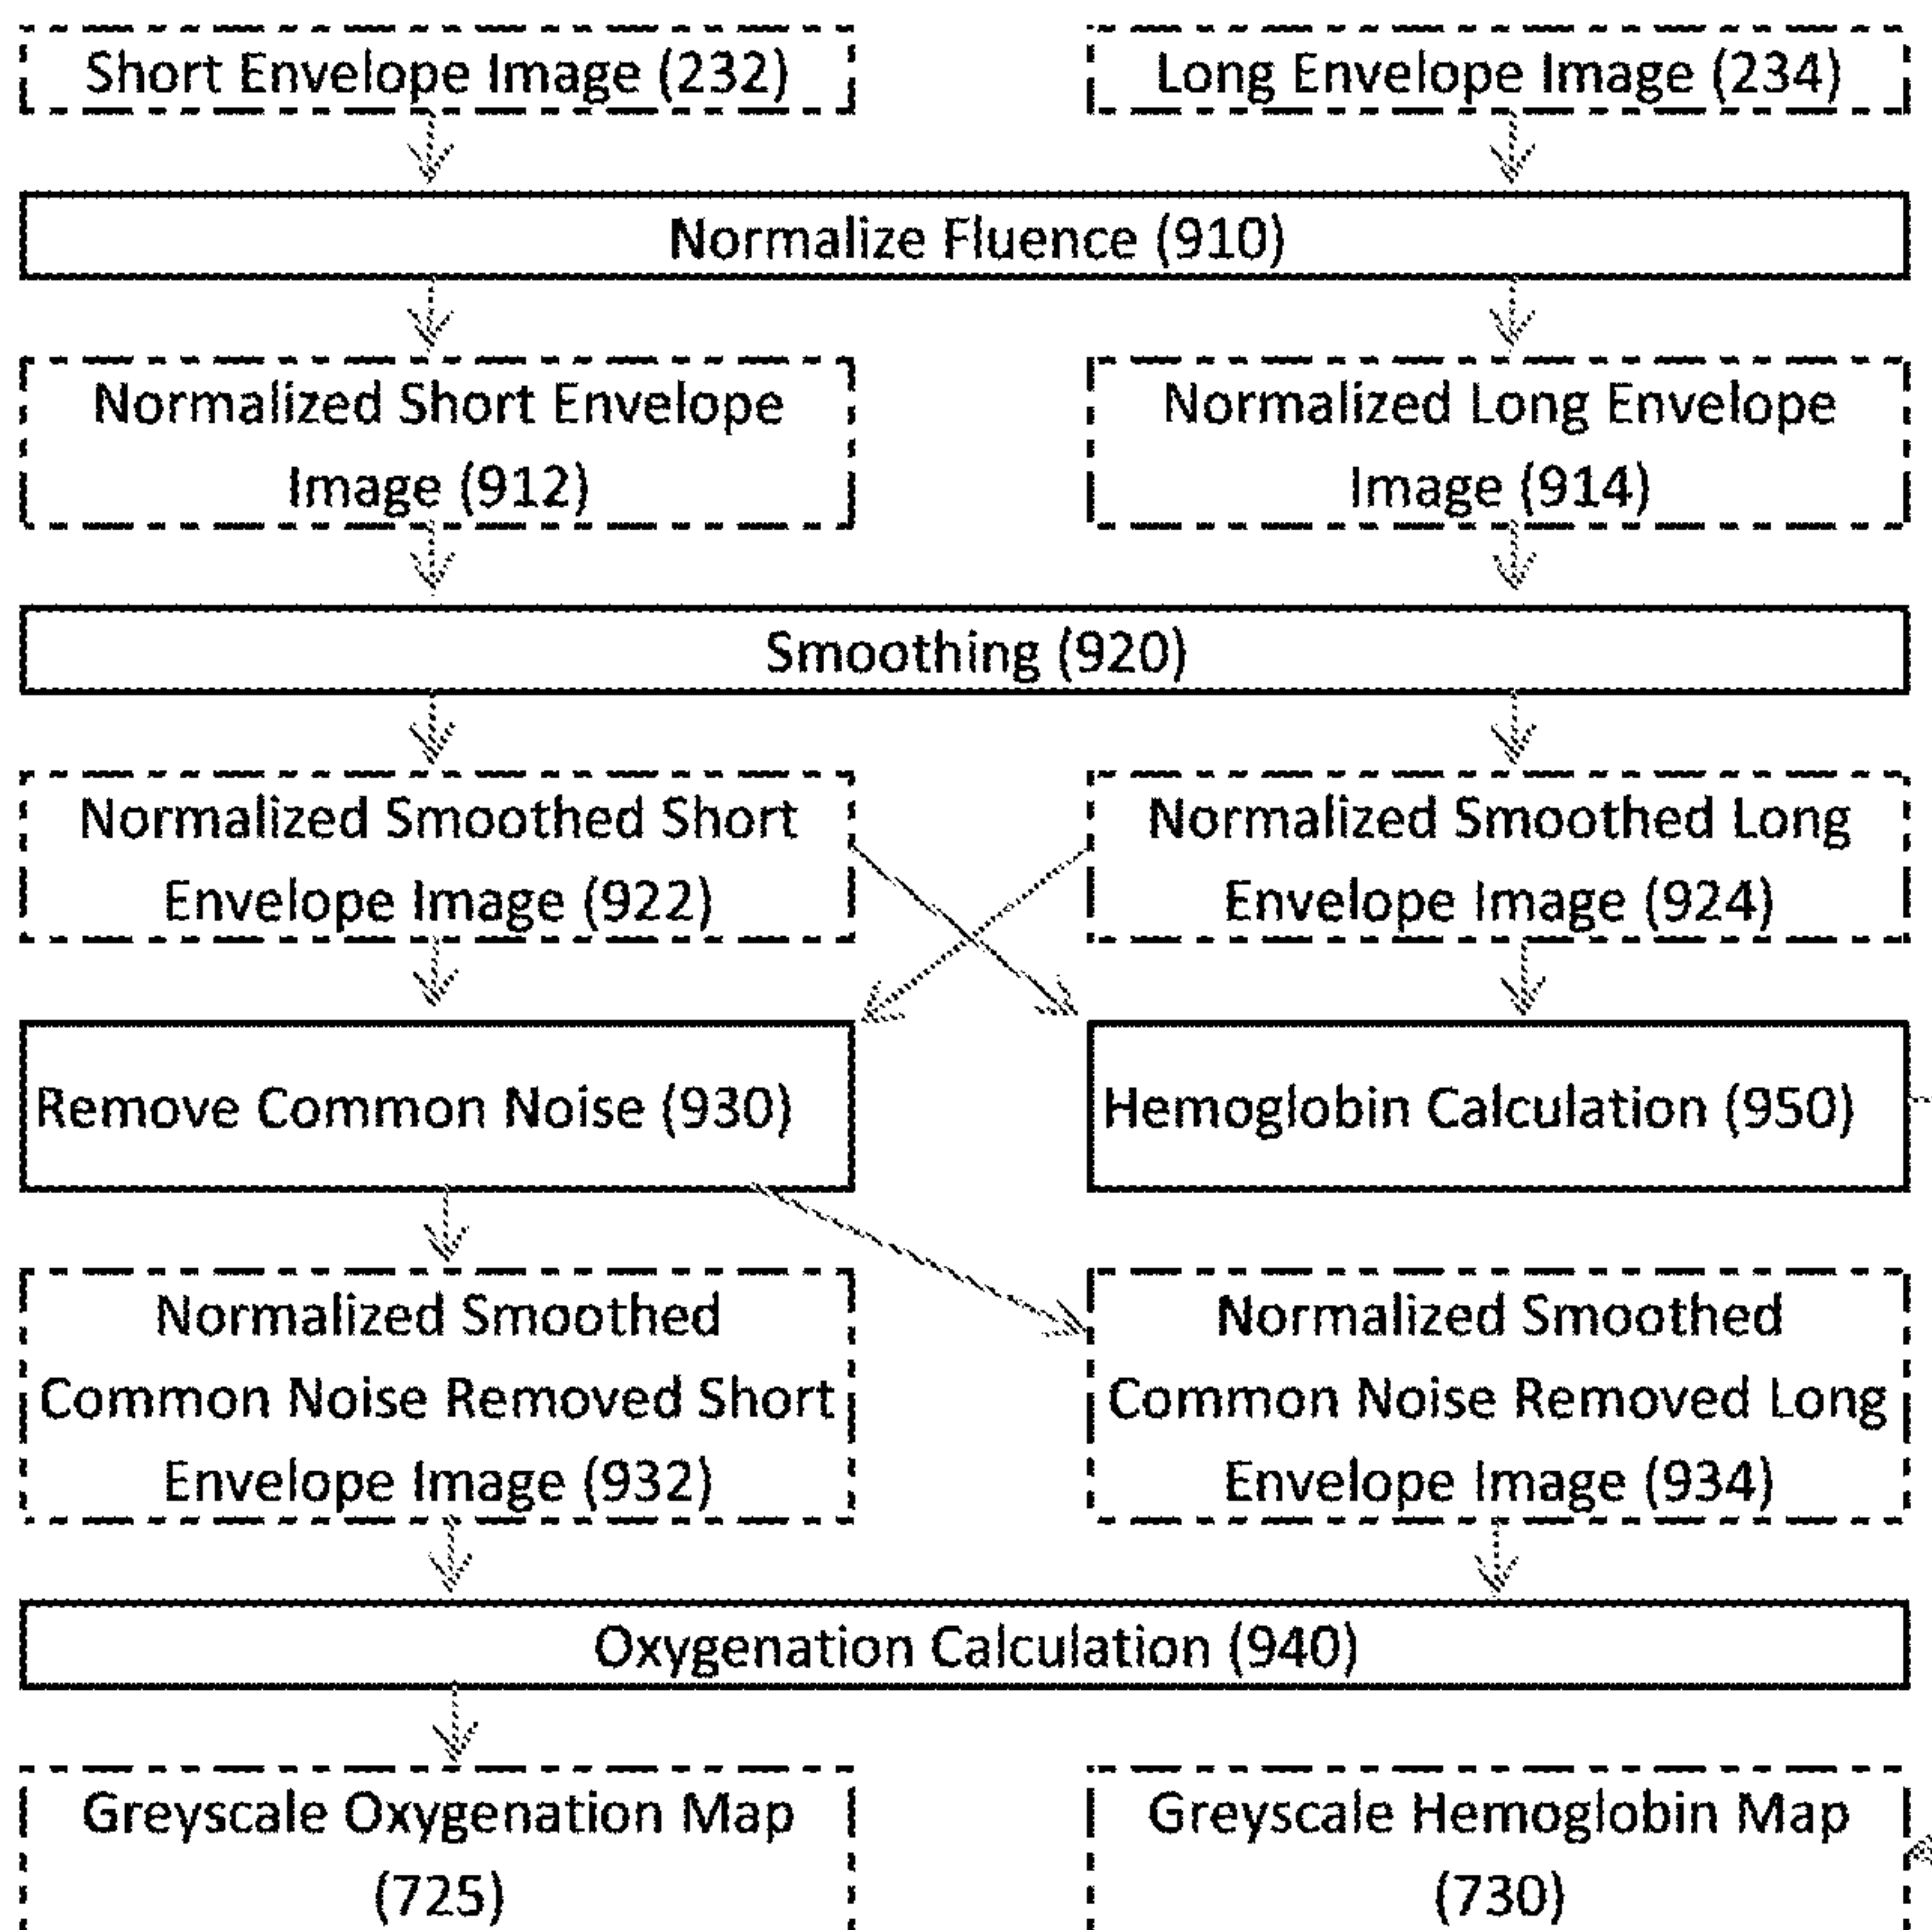 Short Envelope Image (232)
Long Envelope Image (234)
Normalize Fluence (910)
Normalized Short Envelope
Image (912)
Normalized Long Envelope
Image (914)
Smoothing (920)
Normalized Smoothed Short
Envelope Image (922)
Normalized Smoothed Long
Envelope Image (924)
Remove Common Noise (930)
Hemoglobin Calculation (950)
Normalized Smoothed
Common Noise Removed Short
Envelope Image (932)
Normalized Smoothed
Common Noise Removed Long
Envelope Image (934)
Oxygenation Calculation (940)
Greyscale Oxygenation Map
(725)
Greyscale Hemoglobin Map
(730)